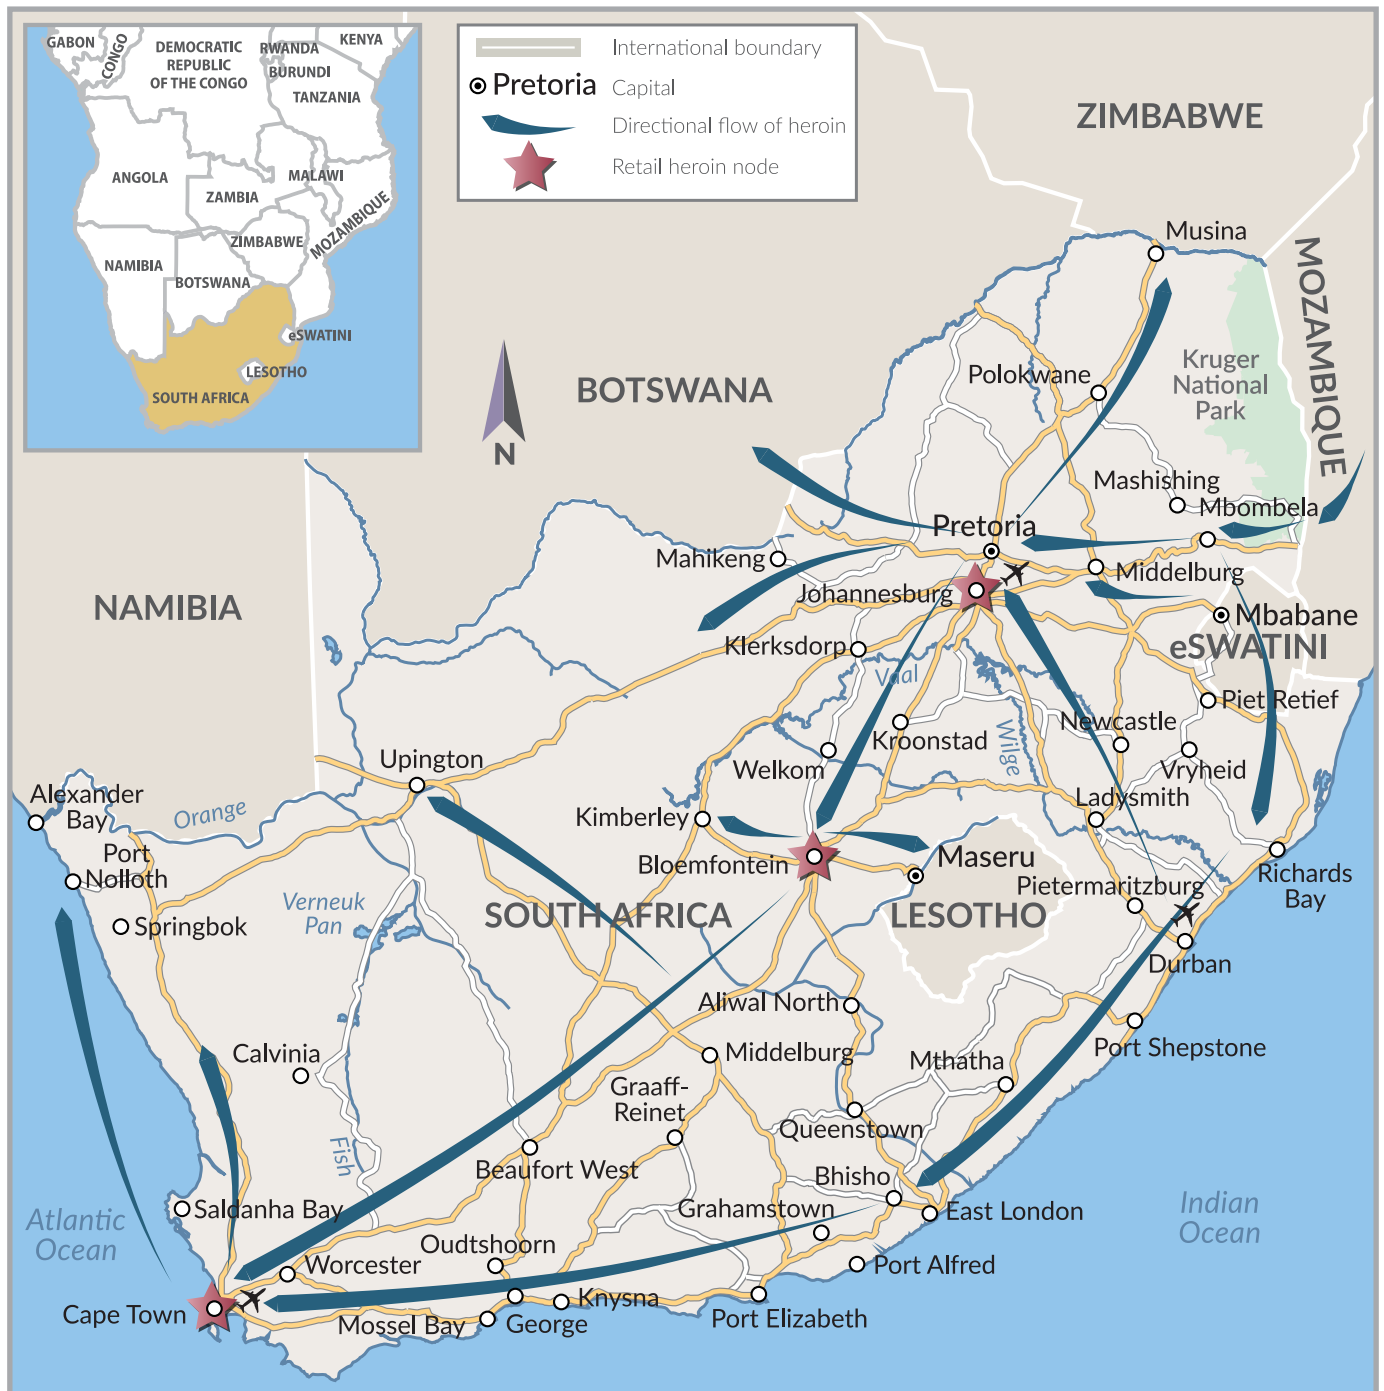 GABON
CONGO
DEMOCRATIC
REPUBLIC
OF THE CONGO
RWANDA
BURUNDI
KENYA
TANZANIA
ANGOLA
ZAMBIA
MALAWI
MOZAMBIQUE
ZIMBABWE
NAMIBIA
BOTSWANA
eSWATINI
LESOTHO
SOUTH AFRICA
International boundary
Pretoria
Capital
Directional flow of heroin
Retail heroin node
ZIMBABWE
Musina
MOZAMBIQUE
Kruger
National
Park
Polokwane
BOTSWANA
N
Mashishing
Mbombela
Pretoria
Mahikeng
Middelburg
Johannesburg
NAMIBIA
Mbabane
eSWATINI
Klerksdorp
Vaal
Piet Retief
Newcastle
Kroonstad
Wilge
Upington
Welkom
Vryheid
Alexander
Bay
Orange
Ladysmith
Kimberley
Port
Nolloth
Bloemfontein
Maseru
Richards
Bay
Pietermaritzburg
Verneuk
Pan
Springbok
SOUTH AFRICA
LESOTHO
Durban
Aliwal North
Port Shepstone
Calvinia
Middelburg
Mthatha
Graaff-
Reinet
Queenstown
Fish
Beaufort West
Bhisho
Saldanha Bay
Grahamstown
East London
Atlantic
Ocean
Indian
Ocean
Oudtshoorn
Worcester
Port Alfred
Cape Town
Mossel Bay
George
Knysna
Port Elizabeth